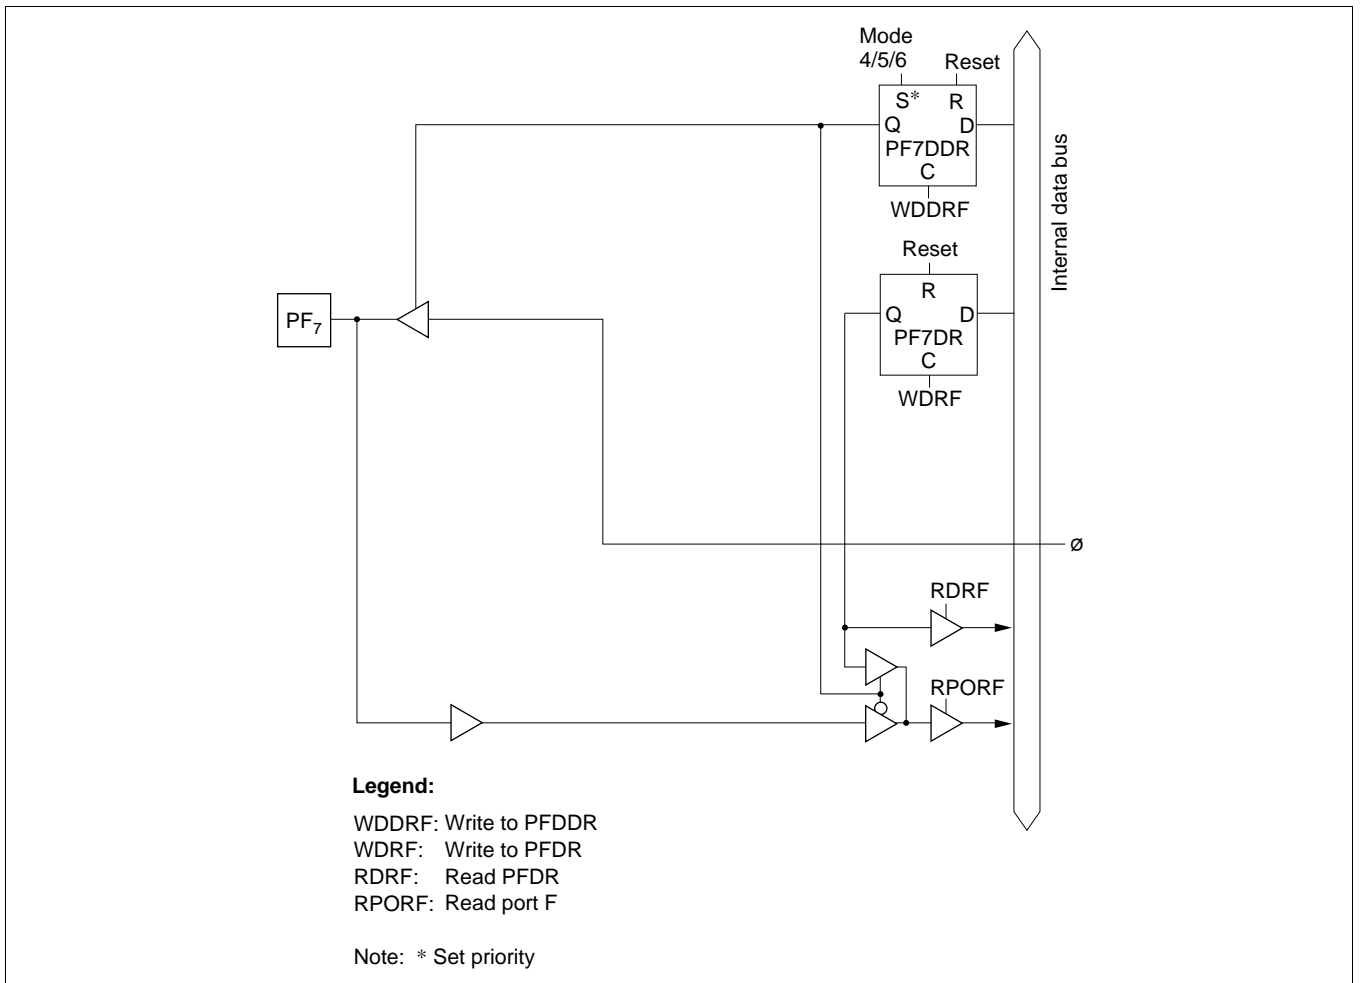 Mode
4/5/6
Reset
S* R
Q D
PF7DDR
C
WDDRF
Internal data bus
Reset
R
Q D
PF7DR
C
WDRF
PF7
ø
RDRF
RPORF
Legend:
WDDRF: Write to PFDDR
WDRF: Write to PFDR
RDRF: Read PFDR
RPORF: Read port F
Note: * Set priority